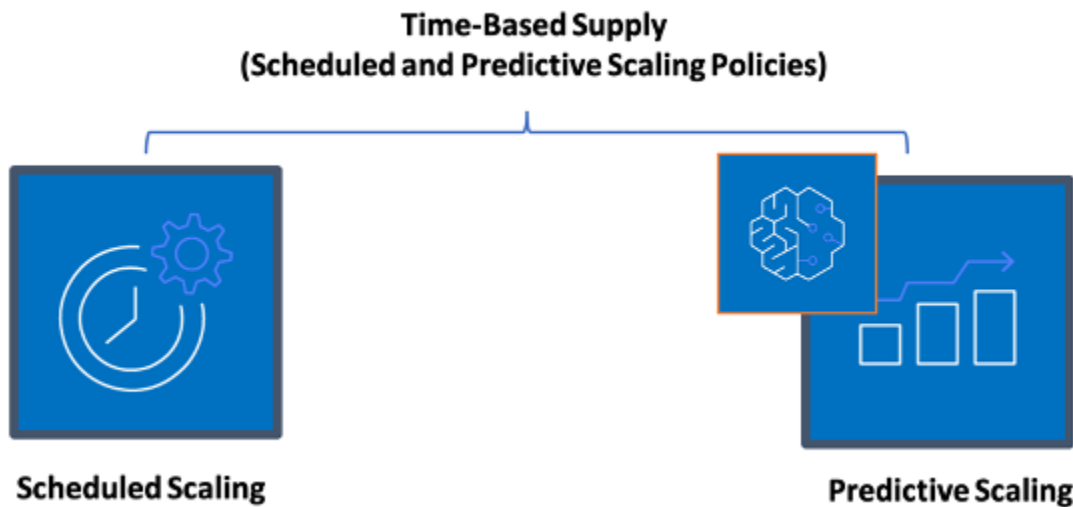 Time-Based Supply
(Scheduled and Predictive Scaling Policies)
Scheduled Scaling
Predictive Scaling